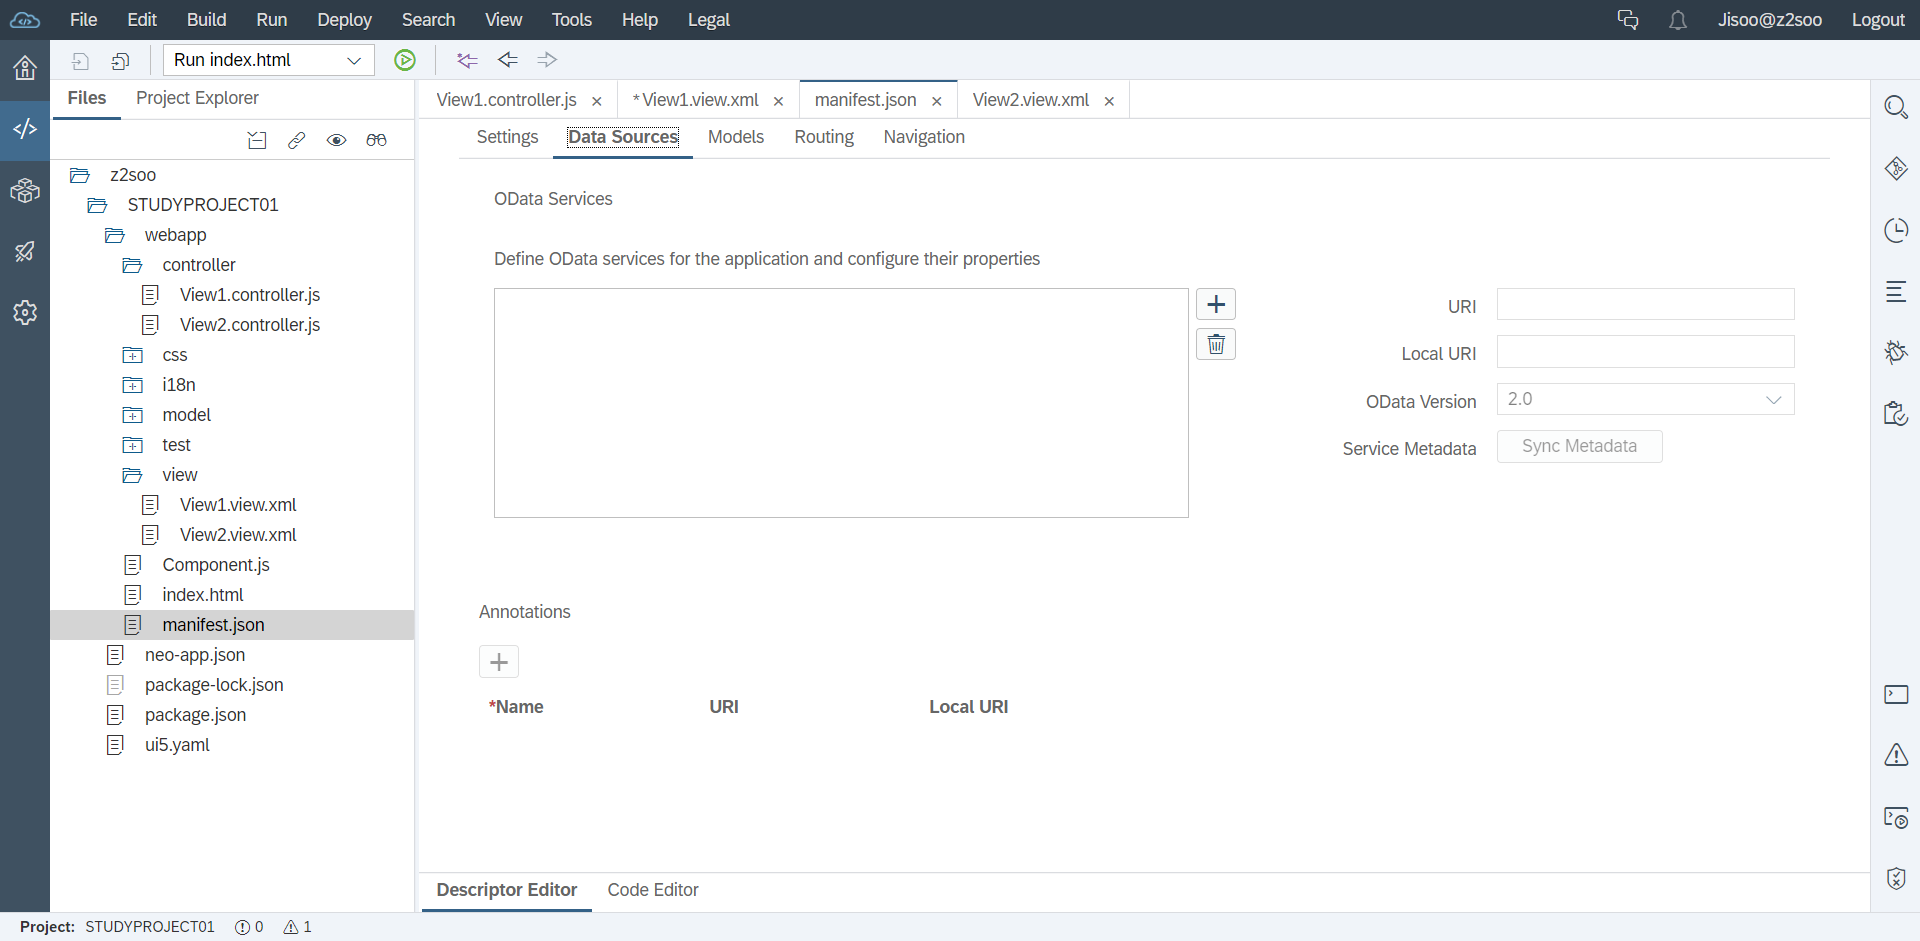 File Edit Build Run Deploy Search View Tools Help Legal Jisoo@z2soo Logout
Run index.html
Files Project Explorer
View1.controller.js × *View1.view.xml × manifest.json × View2.view.xml ×
Settings Data Sources Models Routing Navigation
z2soo
STUDYPROJECT01
webapp
controller
View1.controller.js
View2.controller.js
css
i18n
model
test
view
View1.view.xml
View2.view.xml
Component.js
index.html
manifest.json
neo-app.json
package-lock.json
package.json
ui5.yaml
OData Services
Define OData services for the application and configure their properties
URI
Local URI
OData Version 2.0
Service Metadata Sync Metadata
Annotations
*Name URI Local URI
Descriptor Editor Code Editor
Project: STUDYPROJECT01 0 1